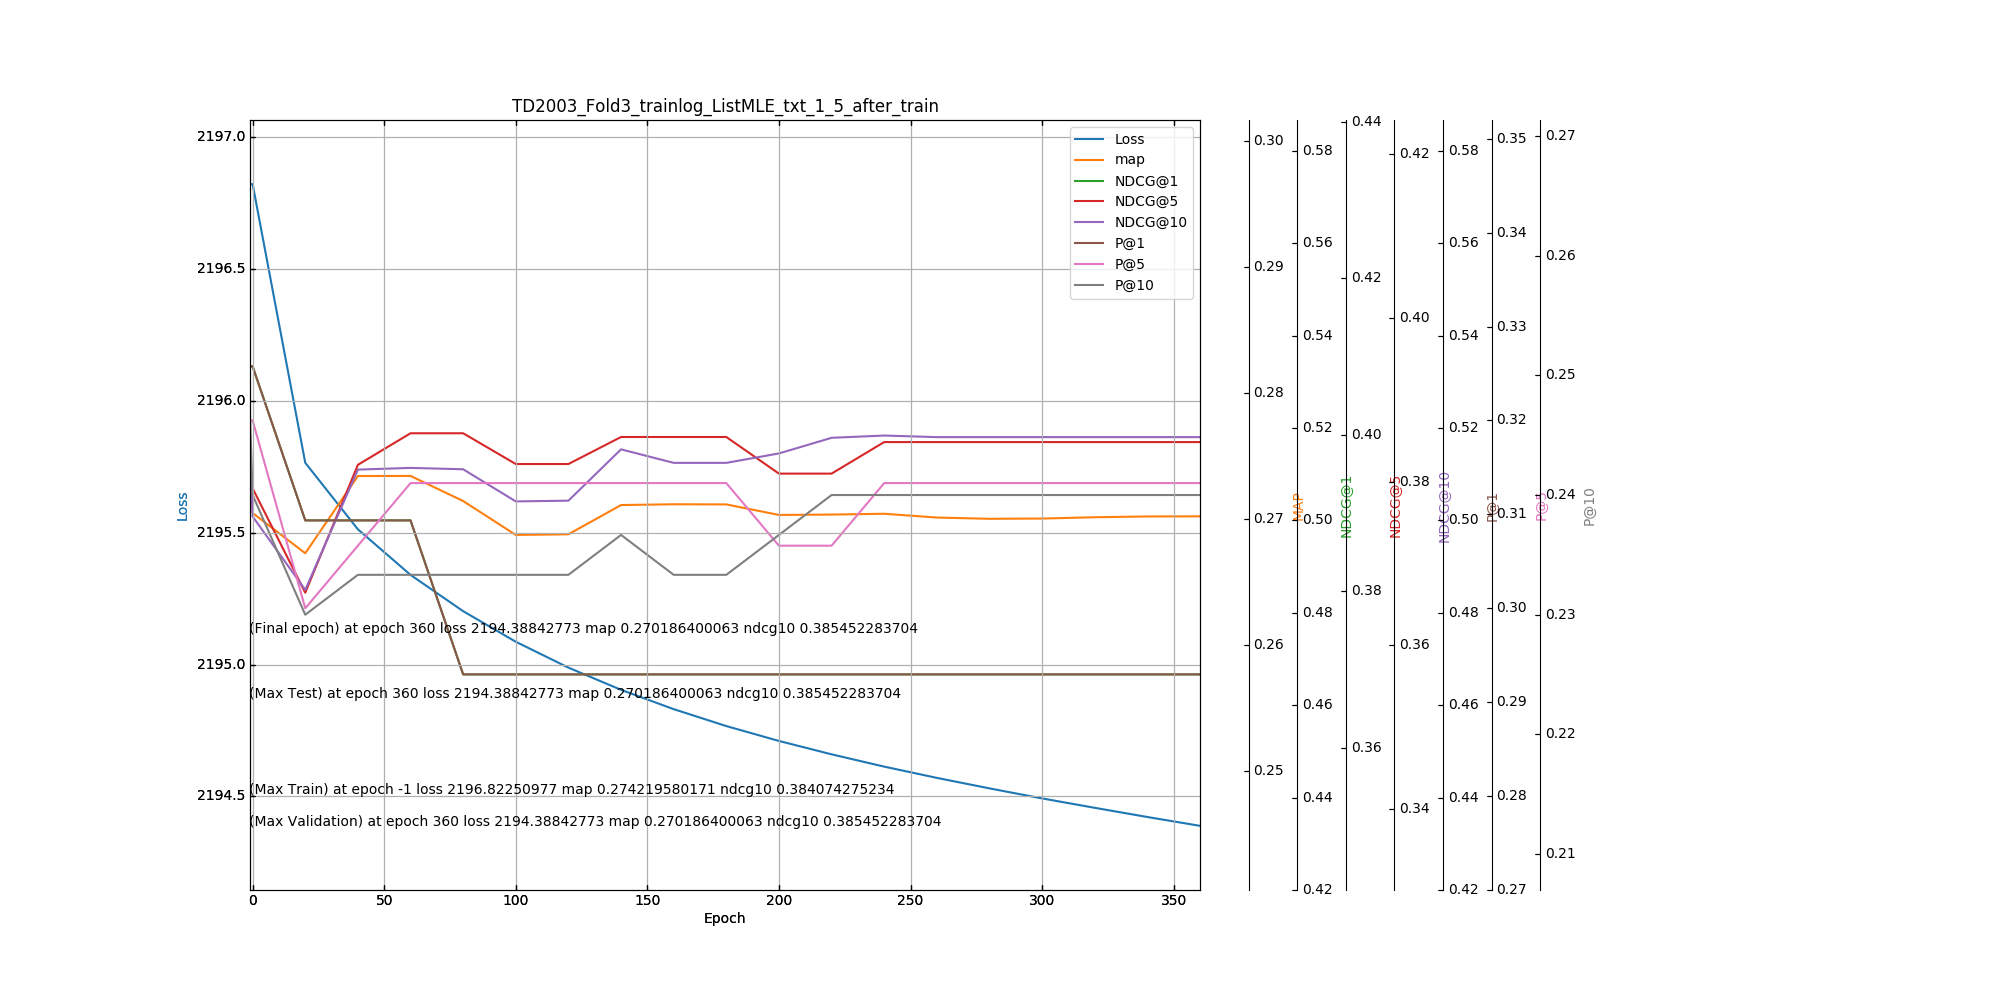 TD2003_Fold3_trainlog_ListMLE_txt_1_5_after_train
Loss
2197.0
2196.5
2196.0
2195.5
2195.0
2194.5
Loss
map
NDCG@1
NDCG@5
NDCG@10
P@1
P@5
P@10
(Final epoch) at epoch 360 loss 2194.38842773 map 0.270186400063 ndcg10 0.385452283704
(Max Test) at epoch 360 loss 2194.38842773 map 0.270186400063 ndcg10 0.385452283704
(Max Train) at epoch -1 loss 2196.82250977 map 0.274219580171 ndcg10 0.384074275234
(Max Validation) at epoch 360 loss 2194.38842773 map 0.270186400063 ndcg10 0.385452283704
0 50 100 150 200 250 300 350
Epoch
0.30
0.29
0.28
0.27
0.26
0.25
MAP
0.58
0.56
0.54
0.52
0.50
0.48
0.46
0.44
0.42
NDCG@1
0.44
0.42
0.40
0.38
0.36
NDCG@5
0.42
0.40
0.38
0.36
0.34
NDCG@10
0.58
0.56
0.54
0.52
0.50
0.48
0.46
0.44
0.42
P@1
0.35
0.34
0.33
0.32
0.31
0.30
0.29
0.28
0.27
P@5
0.27
0.26
0.25
0.24
0.23
0.22
0.21
P@10